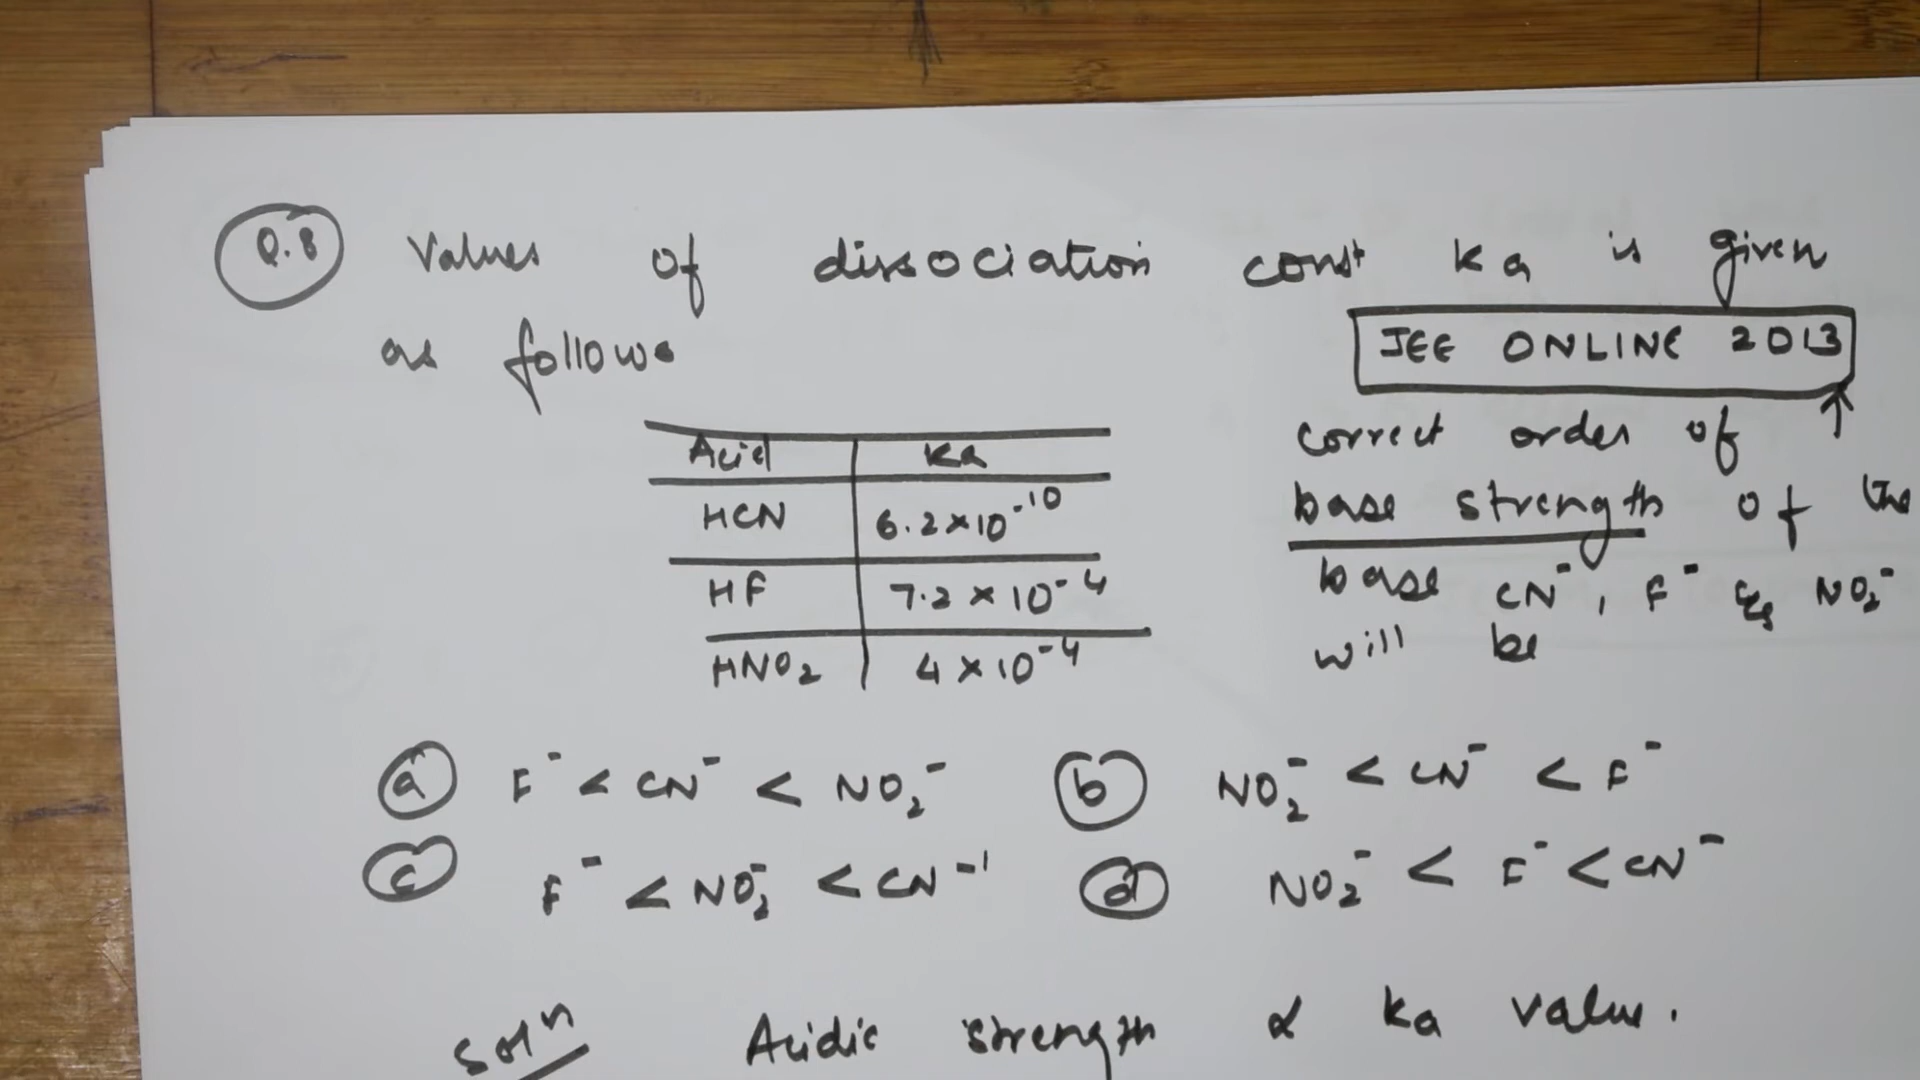 Q.8 Values of dissociation const ka is given
as follows
JEE ONLINE 2013
Acid ka
HCN 6.2×10⁻¹⁰
HF 7.2×10⁻⁴
HNO₂ 4×10⁻⁴
correct order of
base strength of the
base CN⁻, F⁻ & NO₂⁻
will be
a F⁻ < CN⁻ < NO₂⁻
b NO₂⁻ < CN⁻ < F⁻
c F⁻ < NO₂⁻ < CN⁻¹
d NO₂⁻ < F⁻ < CN⁻
Solⁿ Acidic strength α ka value.